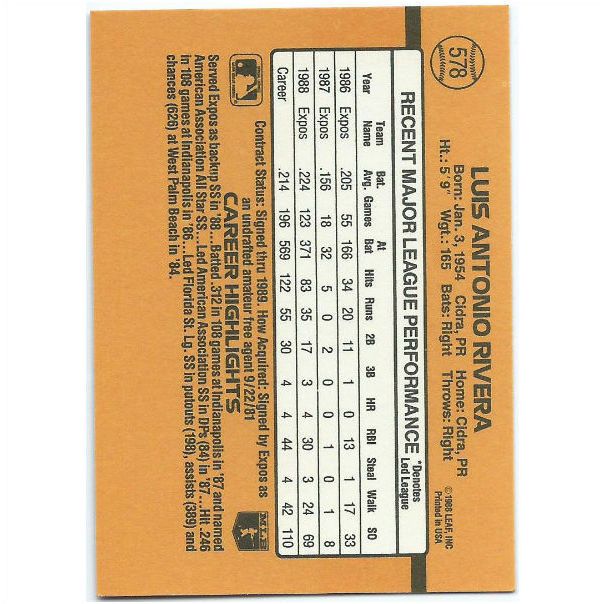 578
LUIS ANTONIO RIVERA
Born: Jan. 3, 1954 Cidra, PR Home: Cidra, PR
Ht.: 5'9" Wgt.: 165 Bats: Right Throws: Right
©1988 LEAF, INC
Printed in USA
RECENT MAJOR LEAGUE PERFORMANCE *Denotes Led League
Year Team Name Bat. Avg. Games At Bat Hits Runs 2B 3B HR RBI Steal Walk SO
1986 Expos .205 55 166 34 20 11 1 0 13 1 17 33
1987 Expos .156 18 32 5 0 2 0 0 1 0 1 8
1988 Expos .224 123 371 83 35 17 3 4 30 3 24 69
Career .214 196 569 122 55 30 4 4 44 4 42 110
Contract Status: Signed thru 1989. How Acquired: Signed by Expos as
an undrafted amateur free agent 9/22/81
MLB
CAREER HIGHLIGHTS
Served Expos as backup SS in '88...Batted .312 in 108 games at Indianapolis in '87 and named
American Association All Star SS...Led American Association SS in DPs (84) in '87...Hit .246
in 108 games at Indianapolis in '86...Led Florida St. Lg. SS in putouts (198), assists (389) and
chances (626) at West Palm Beach in '84.